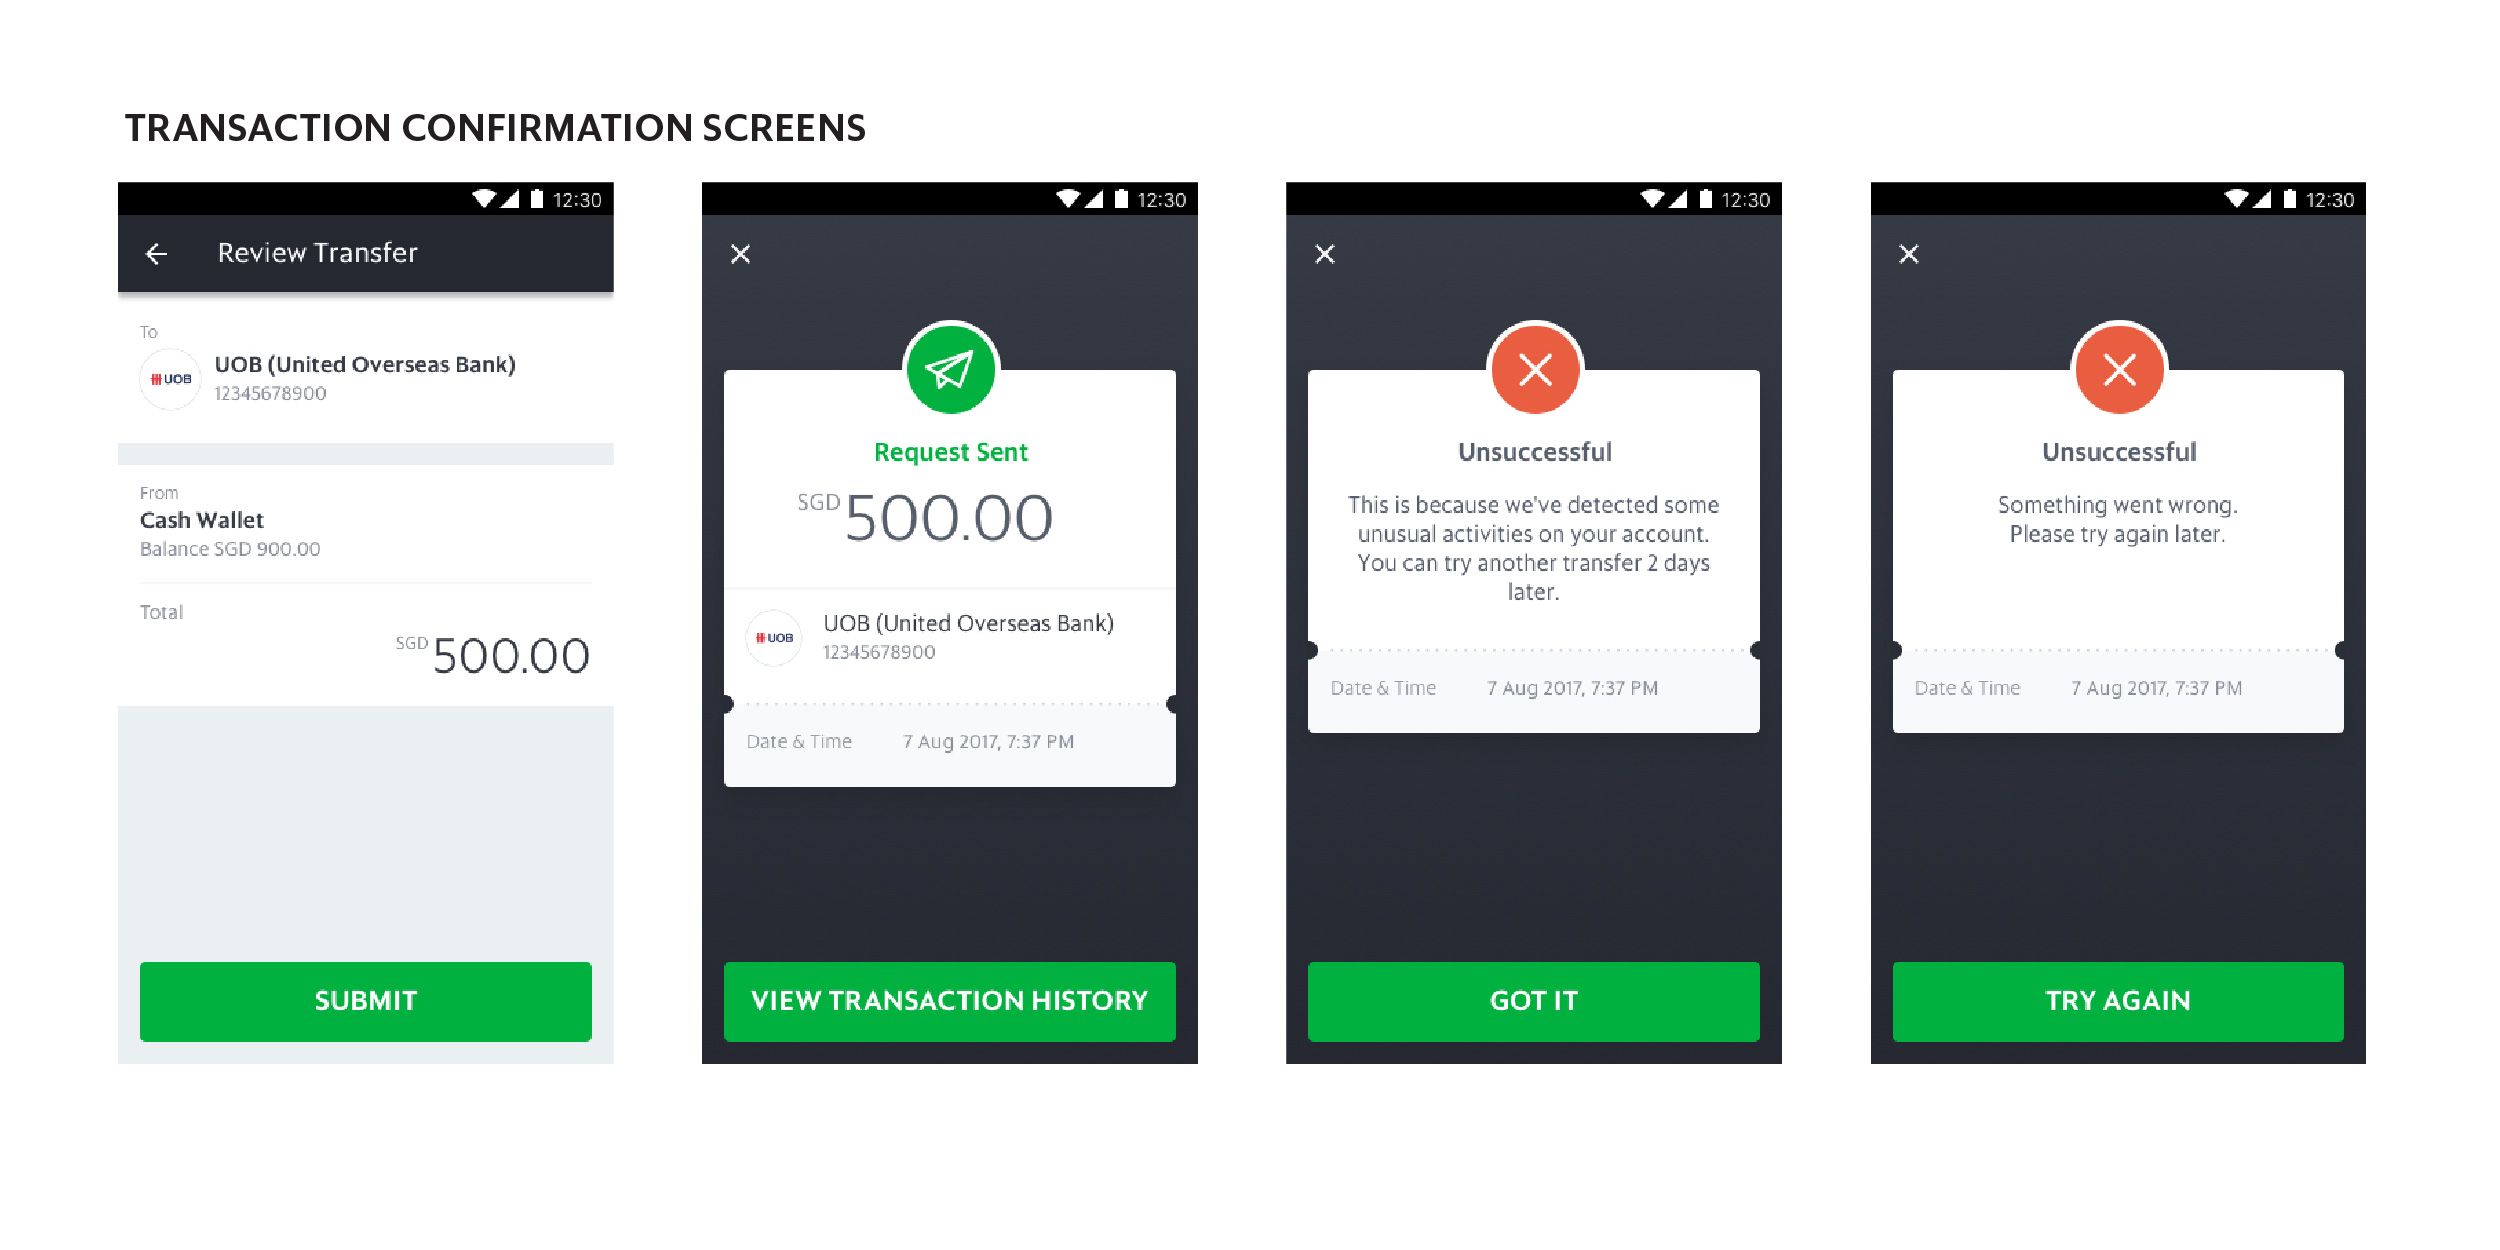 TRANSACTION CONFIRMATION SCREENS
12:30
Review Transfer
To
UOB
UOB (United Overseas Bank)
12345678900
From
Cash Wallet
Balance SGD 900.00
Total
SGD 500.00
SUBMIT
12:30
Request Sent
SGD 500.00
UOB
UOB (United Overseas Bank)
12345678900
Date & Time 7 Aug 2017, 7:37 PM
VIEW TRANSACTION HISTORY
12:30
Unsuccessful
This is because we've detected some
unusual activities on your account.
You can try another transfer 2 days
later.
Date & Time 7 Aug 2017, 7:37 PM
GOT IT
12:30
Unsuccessful
Something went wrong.
Please try again later.
Date & Time 7 Aug 2017, 7:37 PM
TRY AGAIN